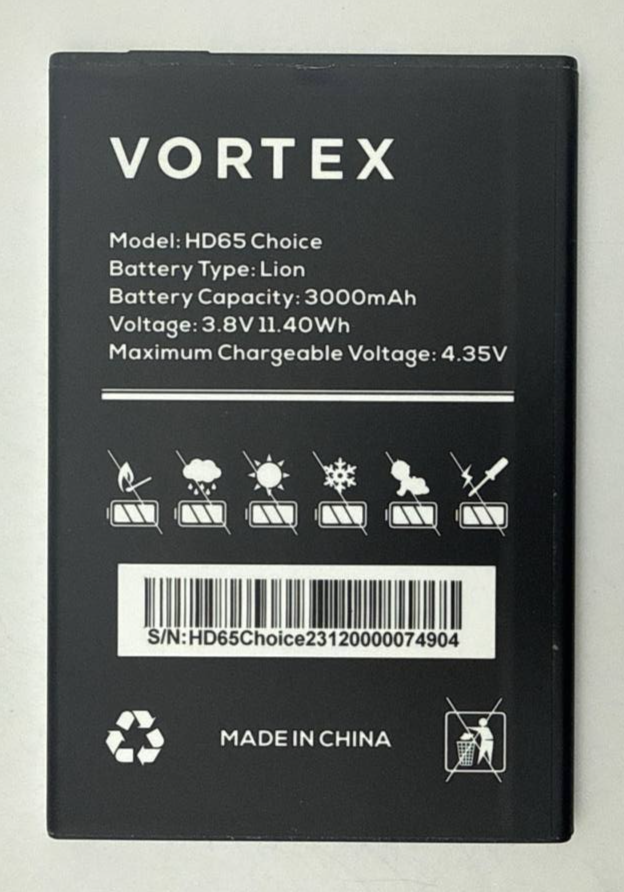 VORTEX
Model: HD65 Choice
Battery Type: Lion
Battery Capacity: 3000mAh
Voltage: 3.8V 11.40Wh
Maximum Chargeable Voltage: 4.35V
S/N:HD65Choice23120000074904
MADE IN CHINA